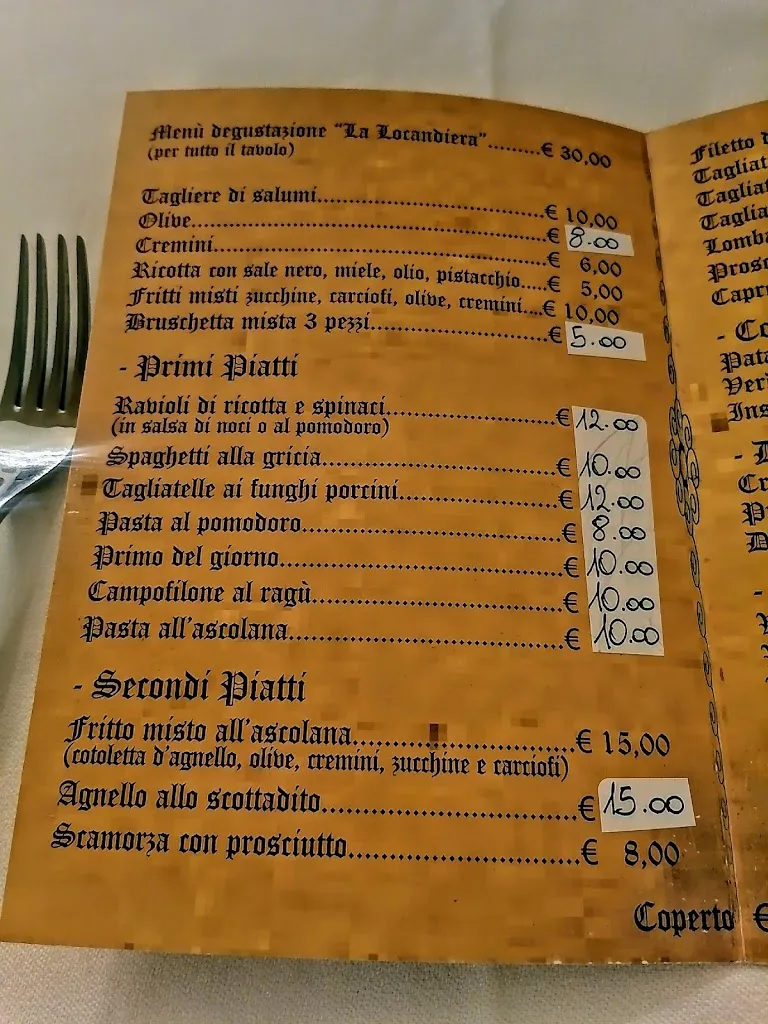 Menù degustazione "La Locandiera".........€ 30,00
(per tutto il tavolo)
Tagliere di salumi...............................€ 10,00
Olive.............................................€ 8.00
Cremini..........................................€ 6,00
Ricotta con sale nero, miele, olio, pistacchio.....€ 5,00
Fritti misti zucchine, carciofi, olive, cremini...€ 10,00
Bruschetta mista 3 pezzi.........................€ 5.00
- Primi Piatti
Ravioli di ricotta e spinaci........................€ 12.00
(in salsa di noci o al pomodoro)
Spaghetti alla gricia................................€ 10.00
Tagliatelle ai funghi porcini......................€ 12.00
Pasta al pomodoro..................................€ 8.00
Primo del giorno....................................€ 10.00
Campofilone al ragù................................€ 10.00
Pasta all'ascolana...................................€ 10.00
- Secondi Piatti
Fritto misto all'ascolana...........................€ 15,00
(cotoletta d'agnello, olive, cremini, zucchine e carciofi)
Agnello allo scottadito.............................€ 15.00
Scamorza con prosciutto..........................€ 8,00
Coperto €
Filetto
Tagliat
Tagliat
Taglia
Lomba
Prosc
Capr
- Co
Pata
Ver
Ins